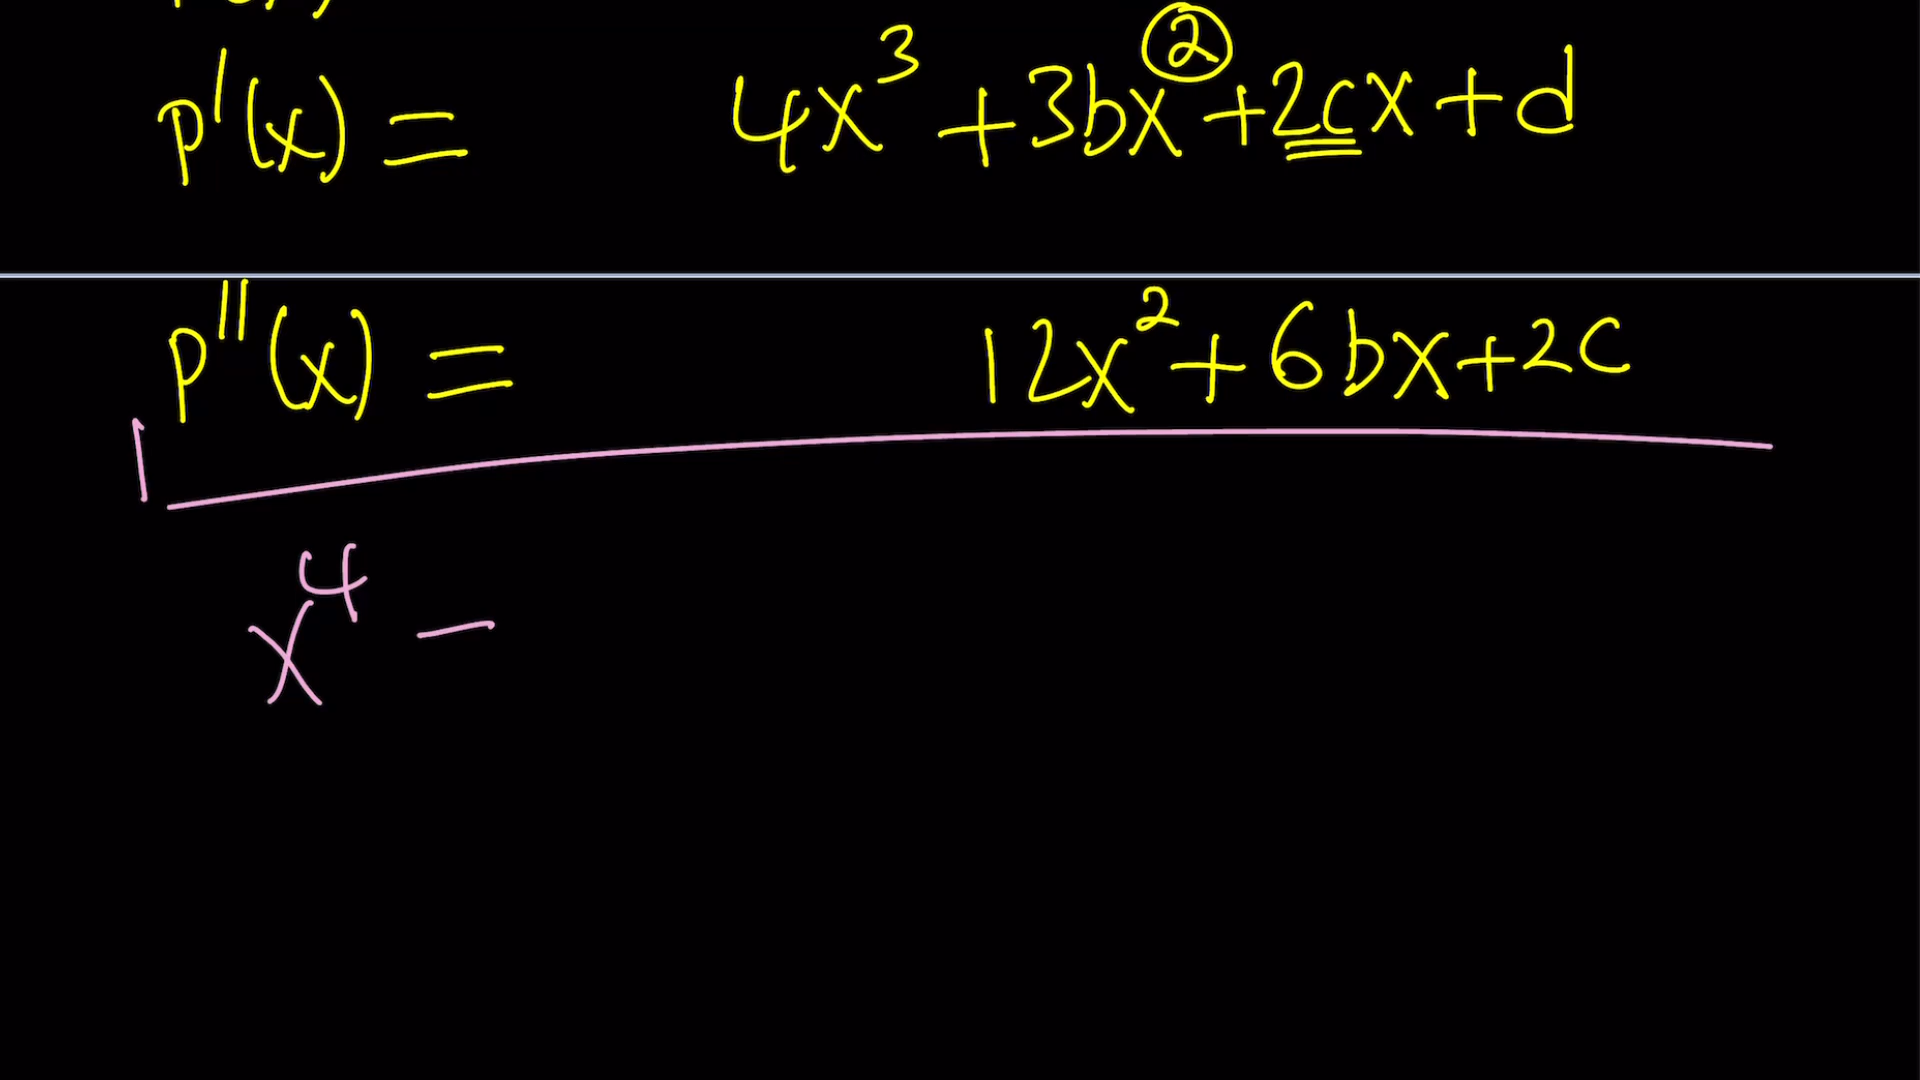 p'(x) = 4x³ + 3bx² + 2cx + d
p''(x) = 12x² + 6bx + 2c
x⁴ −